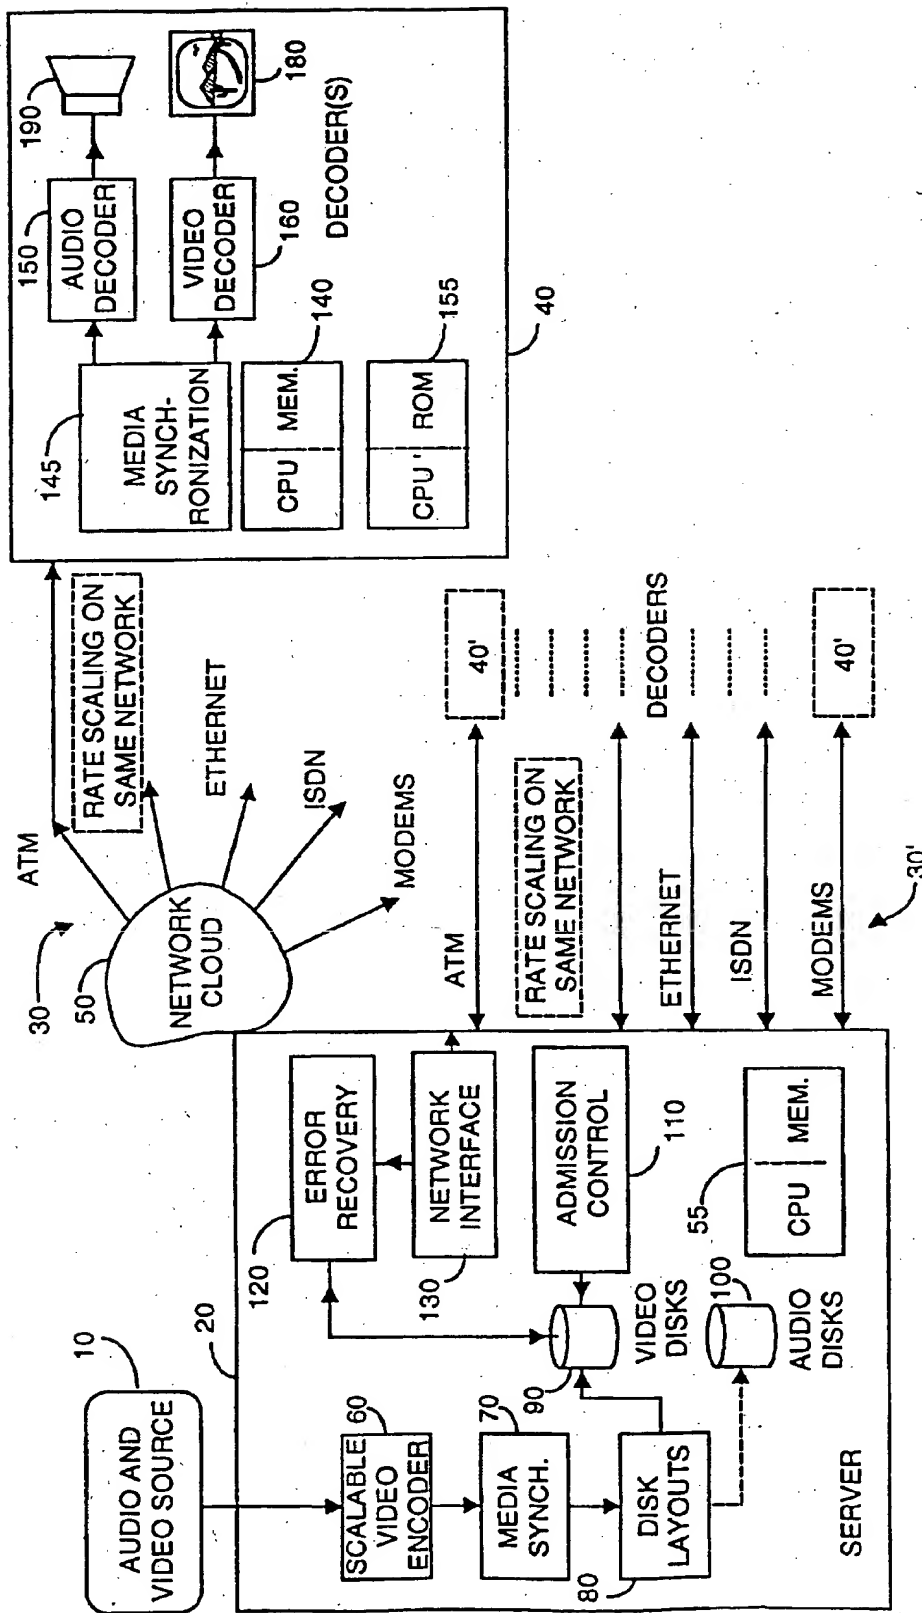 10
AUDIO AND
VIDEO SOURCE
20
60
SCALABLE
VIDEO
ENCODER
70
MEDIA
SYNCH.
80
DISK
LAYOUTS
SERVER
120
ERROR
RECOVERY
130
NETWORK
INTERFACE
90
VIDEO
DISKS
100
AUDIO
DISKS
ADMISSION
CONTROL
110
55
CPU
MEM.
30
50
NETWORK
CLOUD
ATM
RATE SCALING ON
SAME NETWORK
ETHERNET
ISDN
MODEMS
ATM
RATE SCALING ON
SAME NETWORK
ETHERNET
ISDN
MODEMS
30'
40'
DECODERS
40'
145
MEDIA
SYNCH-
RONIZATION
150
AUDIO
DECODER
190
VIDEO
DECODER
160
180
CPU
MEM.
140
CPU'
ROM
155
DECODER(S)
40